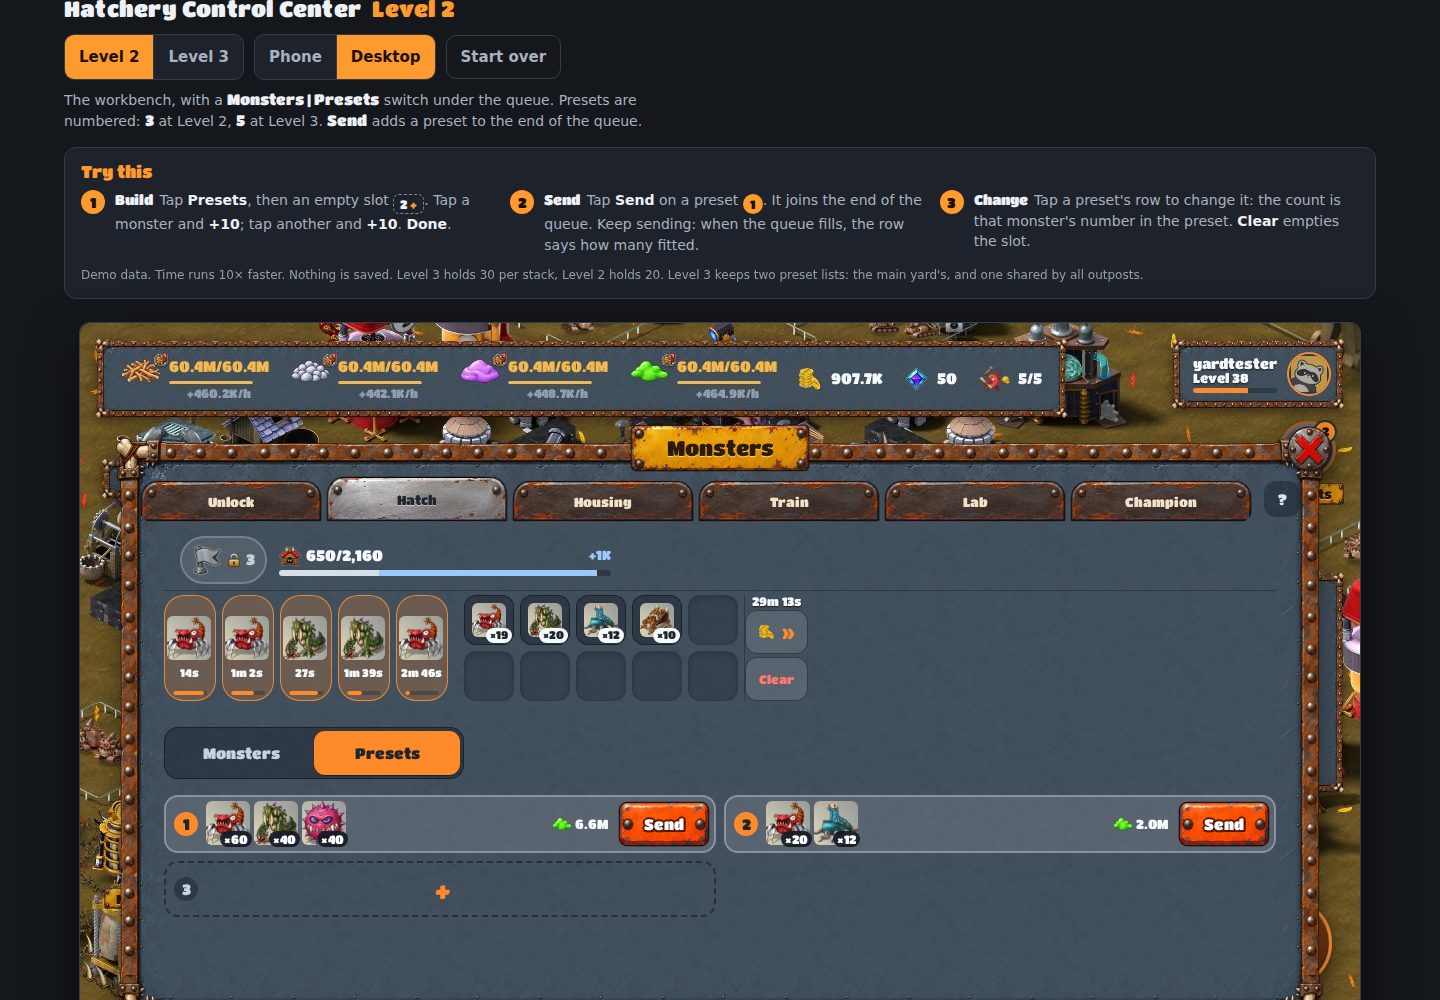 Hatchery Control Center Level 2
Level 2 Level 3 Phone Desktop Start over
The workbench, with a Monsters|Presets switch under the queue. Presets are
numbered: 3 at Level 2, 5 at Level 3. Send adds a preset to the end of the queue.
Try this
1 Build Tap Presets, then an empty slot 2 +. Tap a
monster and +10; tap another and +10. Done.
2 Send Tap Send on a preset 1. It joins the end of the
queue. Keep sending: when the queue fills, the row
says how many fitted.
3 Change Tap a preset's row to change it: the count is
that monster's number in the preset. Clear empties
the slot.
Demo data. Time runs 10× faster. Nothing is saved. Level 3 holds 30 per stack, Level 2 holds 20. Level 3 keeps two preset lists: the main yard's, and one shared by all outposts.
60.4M/60.4M 60.4M/60.4M 60.4M/60.4M 60.4M/60.4M
+460.2K/h +442.1K/h +448.7K/h +464.9K/h
907.7K 50 5/5
yardtester
Level 38
Monsters
Unlock Hatch Housing Train Lab Champion ?
3 650/2,160 +1K
14s 1m 2s 27s 1m 39s 2m 46s
×19 ×20 ×12 ×10
29m 13s
»
Clear
Monsters Presets
1 ×60 ×40 ×40 6.6M Send
2 ×20 ×12 2.0M Send
3 +